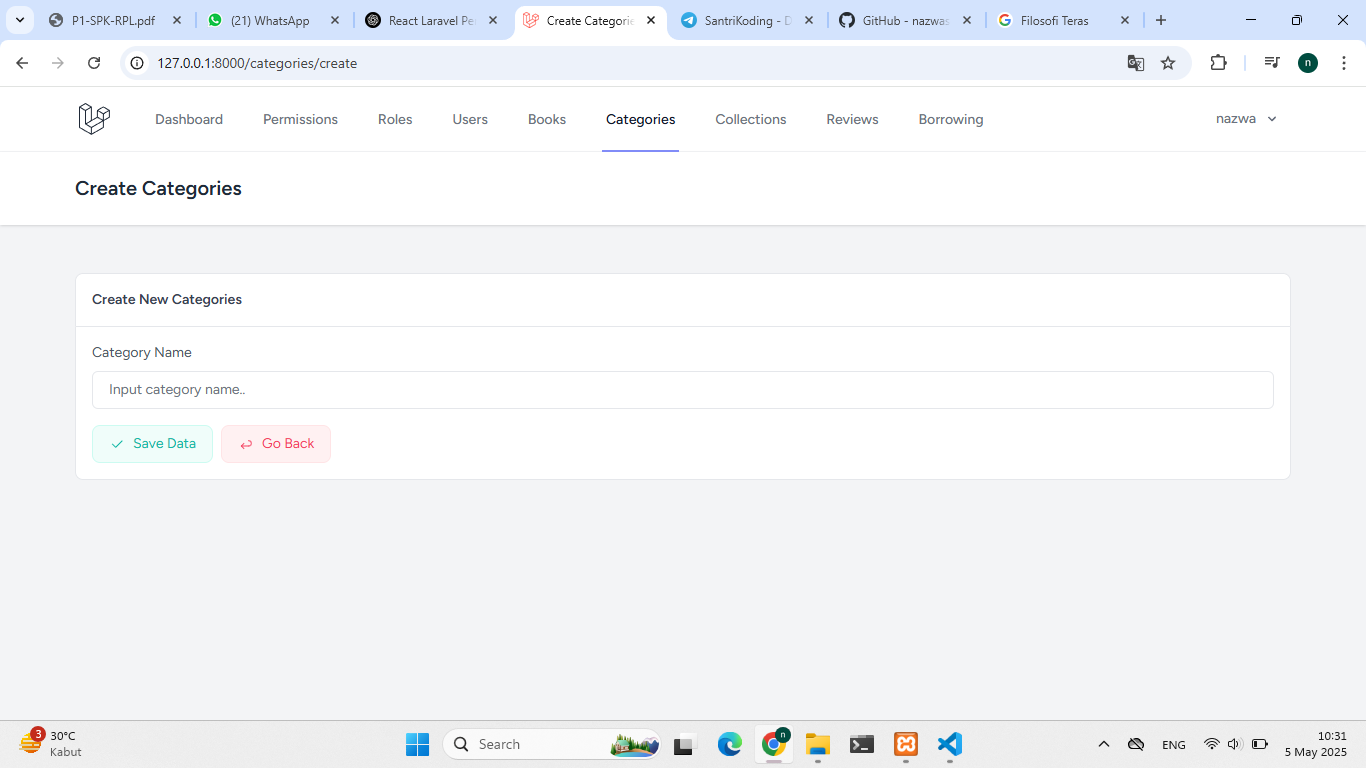 P1-SPK-RPL.pdf
(21) WhatsApp
React Laravel Pe
Create Categorie
SantriKoding - D
GitHub - nazwas
Filosofi Teras
127.0.0.1:8000/categories/create
n
Dashboard
Permissions
Roles
Users
Books
Categories
Collections
Reviews
Borrowing
nazwa
Create Categories
Create New Categories
Category Name
Input category name..
Save Data
Go Back
3
30°C
Kabut
Search
n
ENG
10:31
5 May 2025